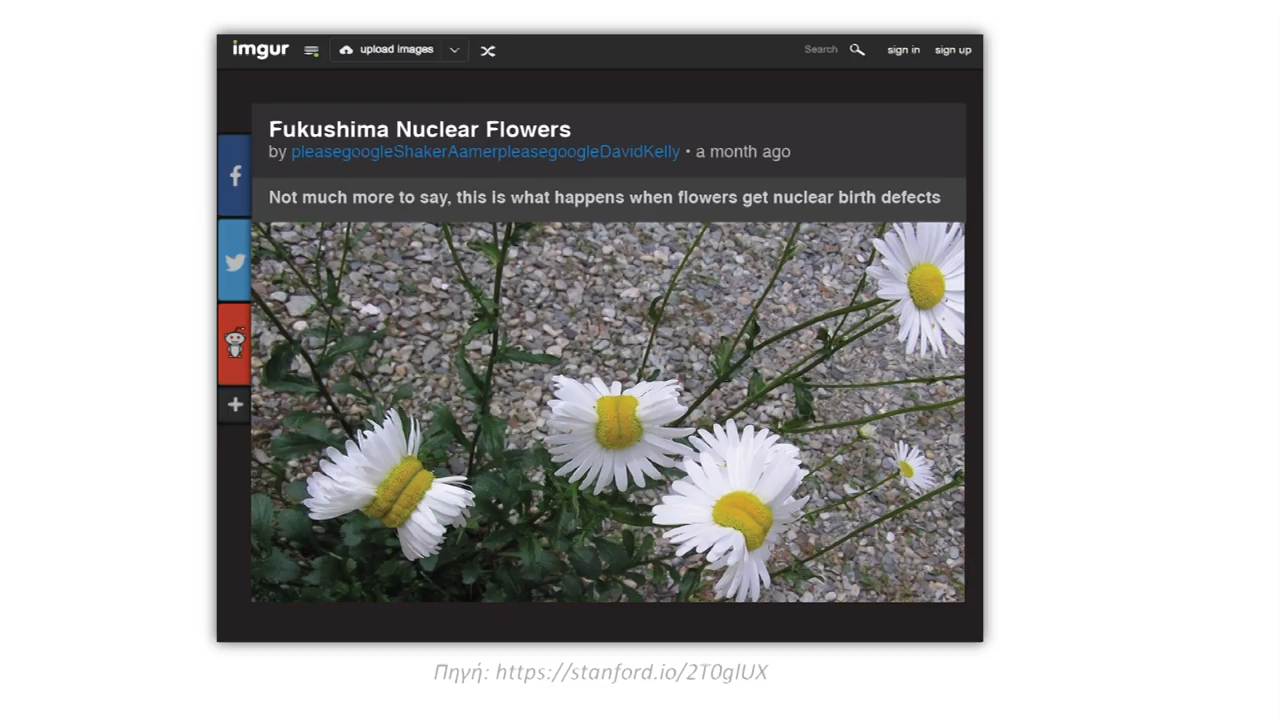 imgur
upload images
Search
sign in
sign up
Fukushima Nuclear Flowers
by pleasegoogleShakerAamerpleasegoogleDavidKelly • a month ago
Not much more to say, this is what happens when flowers get nuclear birth defects
Πηγή: https://stanford.io/2T0glUX